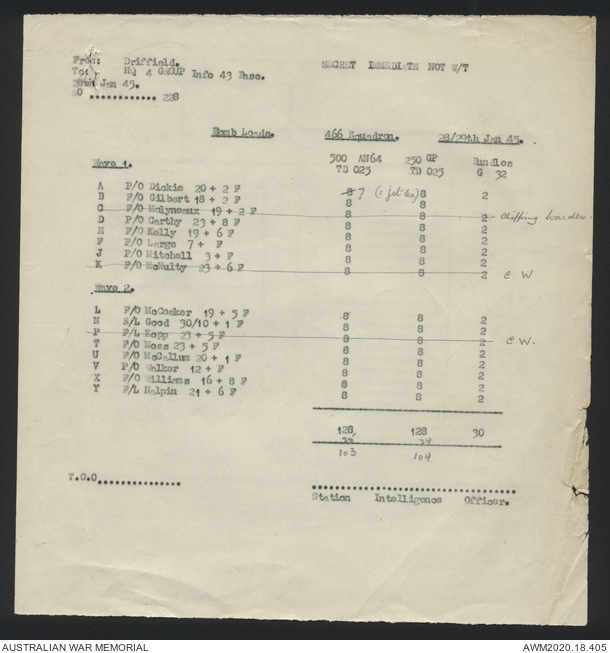 From: Driffield. SECRET IMMEDIATE NOT W/T
To: HQ 4 GROUP Info 43 Base.
28th Jan 45.
AO ............ 228
Bomb Loads. 466 Squadron. 28/29th Jan 45.
Wave 1. 500 AN64 250 GP Bundles
TD 025 TD 025 G 32
A P/O Dickie 20 + 2 F 8 7 8 2
B F/O Gilbert 18 + 2 F 8 8
C F/O Molyneaux 19 + 2 F 8 8 2
D P/O Carthy 23 + 8 F 8 8 2
E F/O Kelly 19 + 6 F 8 8 2
F P/O Large 7 + F 8 8 2
J P/O Mitchell 3 + F 8 8 2
K F/O McNulty 23 + 6 F 8 8 2 E W
Wave 2.
L F/O McCosker 19 + 5 F 8 8 2
N S/L Good 30/10 + 1 F 8 8 2
P F/L Kopp 23 + 5 F 8 8 2 E W.
T F/O Moss 23 + 5 F 8 8 2
U F/O McCallum 20 + 1 F 8 8 2
V P/O Walker 12 + F 8 8 2
X F/O Williams 16 + 8 F 8 8 2
Y F/L Halpin 21 + 6 F 8 8 2
128 128 30
24
103 104
T.O.O...............
Station Intelligence Officer.
AUSTRALIAN WAR MEMORIAL AWM2020.18.405